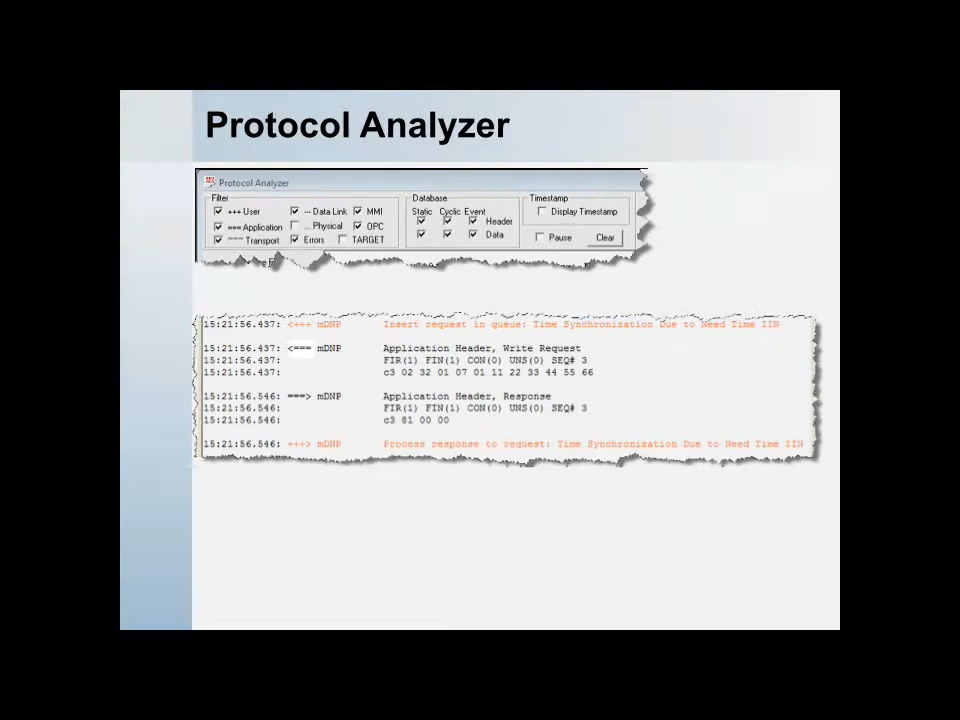 Protocol Analyzer
Protocol Analyzer
Filter
Database
Timestamp
+++ User
--- Data Link
MMI
Static Cyclic Event
Display Timestamp
=== Application
... Physical
OPC
Header
~~~ Transport
Errors
TARGET
Data
Pause
Clear
15:21:56.437: <+++ mDNP Insert request in queue: Time Synchronization Due to Need Time IIN
15:21:56.437: <=== mDNP Application Header, Write Request
15:21:56.437: FIR(1) FIN(1) CON(0) UNS(0) SEQ# 3
15:21:56.437: c3 02 32 01 07 01 11 22 33 44 55 66
15:21:56.546: ===> mDNP Application Header, Response
15:21:56.546: FIR(1) FIN(1) CON(0) UNS(0) SEQ# 3
15:21:56.546: c3 81 00 00
15:21:56.546: +++> mDNP Process response to request: Time Synchronization Due to Need Time IIN